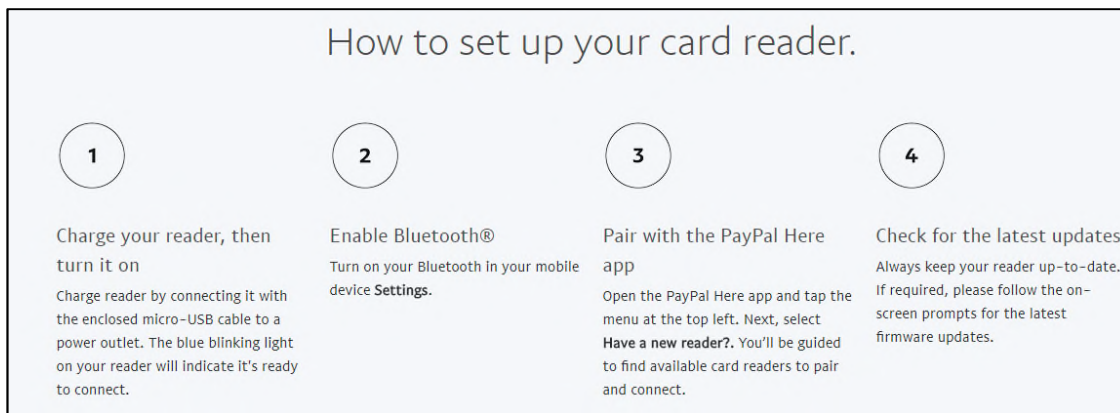 How to set up your card reader.
1
Charge your reader, then
turn it on
Charge reader by connecting it with
the enclosed micro-USB cable to a
power outlet. The blue blinking light
on your reader will indicate it's ready
to connect.
2
Enable Bluetooth®
Turn on your Bluetooth in your mobile
device Settings.
3
Pair with the PayPal Here
app
Open the PayPal Here app and tap the
menu at the top left. Next, select
Have a new reader?. You'll be guided
to find available card readers to pair
and connect.
4
Check for the latest updates
Always keep your reader up-to-date.
If required, please follow the on-
screen prompts for the latest
firmware updates.